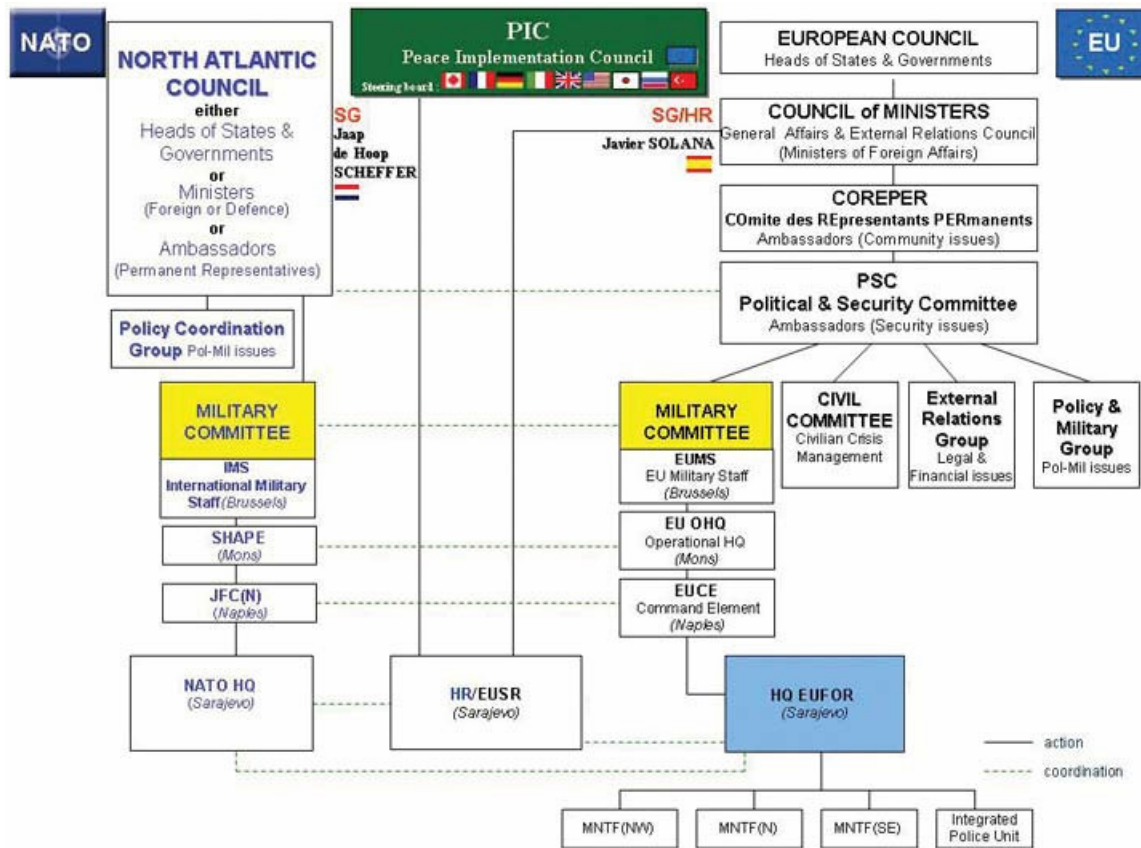 NATO
NORTH ATLANTIC
COUNCIL
either
Heads of States &
Governments
or
Ministers
(Foreign or Defence)
or
Ambassadors
(Permanent Representatives)
SG
Jaap
de Hoop
SCHEFFER
PIC
Peace Implementation Council
Steering board :
SG/HR
Javier SOLANA
EUROPEAN COUNCIL
Heads of States & Governments
EU
COUNCIL of MINISTERS
General Affairs & External Relations Council
(Ministers of Foreign Affairs)
COREPER
COmite des REpresentants PERmanents
Ambassadors (Community issues)
PSC
Political & Security Committee
Ambassadors (Security issues)
Policy Coordination
Group Pol-Mil issues
MILITARY
COMMITTEE
IMS
International Military
Staff(Brussels)
SHAPE
(Mons)
JFC(N)
(Naples)
NATO HQ
(Sarajevo)
HR/EUSR
(Sarajevo)
MILITARY
COMMITTEE
EUMS
EU Military Staff
(Brussels)
EU OHQ
Operational HQ
(Mons)
EUCE
Command Element
(Naples)
HQ EUFOR
(Sarajevo)
CIVIL
COMMITTEE
Civilian Crisis
Management
External
Relations
Group
Legal &
Financial issues
Policy &
Military
Group
Pol-Mil issues
action
coordination
MNTF(NW)
MNTF(N)
MNTF(SE)
Integrated
Police Unit